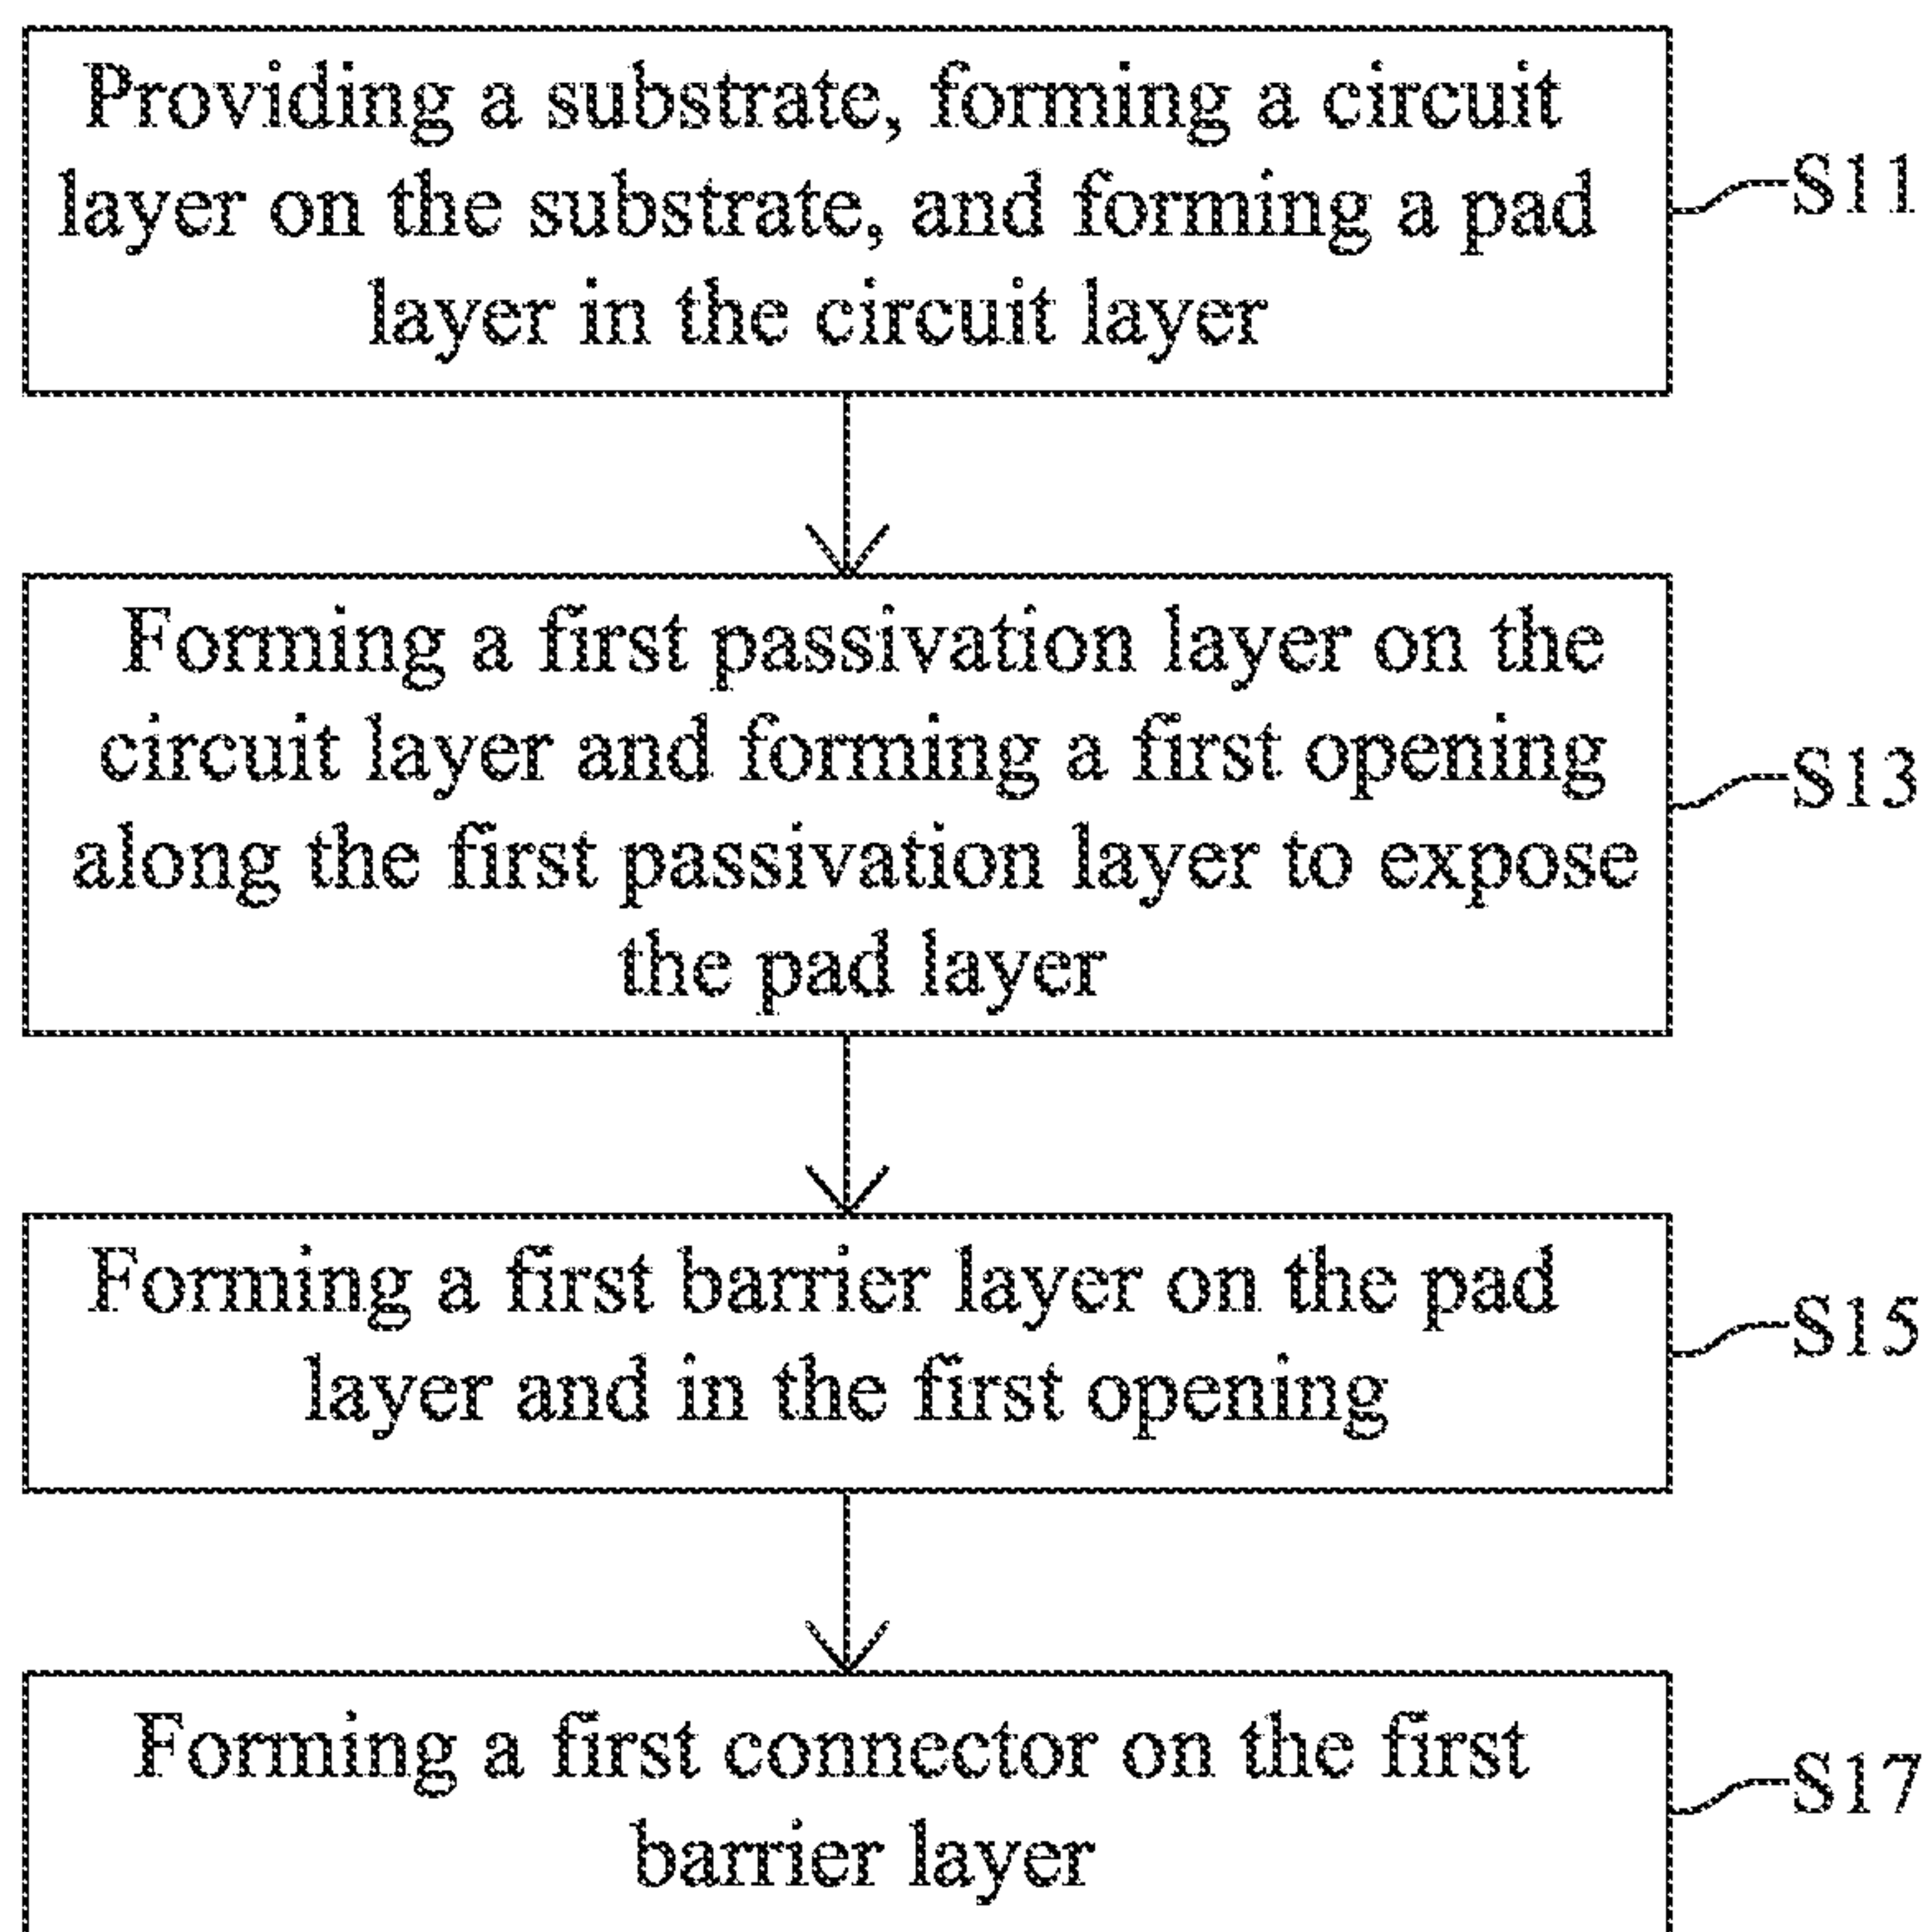 Providing a substrate, forming a circuit
layer on the substrate, and forming a pad
layer in the circuit layer
S11
Forming a first passivation layer on the
circuit layer and forming a first opening
along the first passivation layer to expose
the pad layer
S13
Forming a first barrier layer on the pad
layer and in the first opening
S15
Forming a first connector on the first
barrier layer
S17